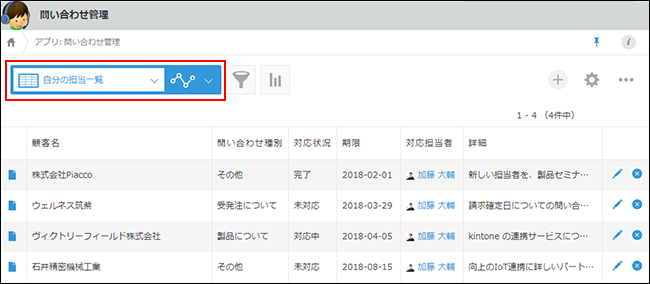 問い合わせ管理
アプリ: 問い合わせ管理
自分の担当一覧
1 - 4 (4件中)
顧客名 問い合わせ種別 対応状況 期限 対応担当者 詳細
株式会社Piacco その他 完了 2018-02-01 加藤 大輔 新しい担当者を、製品セミナ…
ウェルネス筑紫 受発注について 未対応 2018-03-29 加藤 大輔 請求確定日についての問い合…
ヴィクトリーフィールド株式会社 製品について 対応中 2018-04-05 加藤 大輔 kintone の連携サービスにつ…
石井精密機械工業 その他 未対応 2018-08-15 加藤 大輔 向上のIoT連携に詳しいパート…